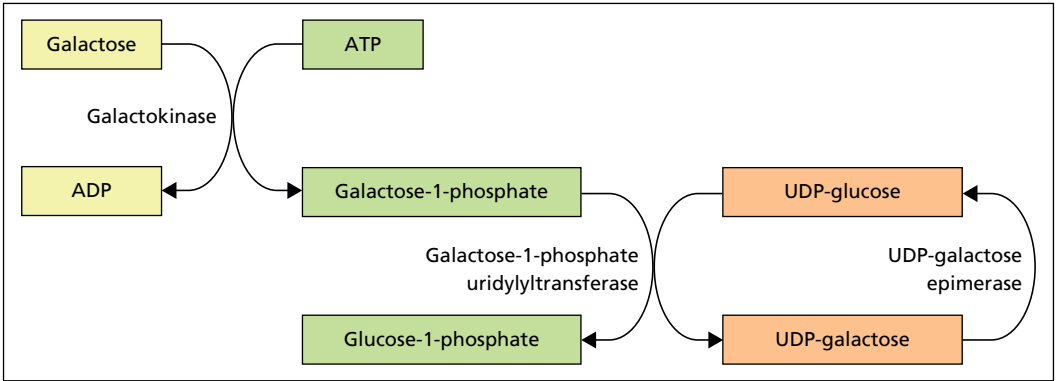 Galactose
ATP
Galactokinase
ADP
Galactose-1-phosphate
UDP-glucose
Galactose-1-phosphate
uridylyltransferase
UDP-galactose
epimerase
Glucose-1-phosphate
UDP-galactose